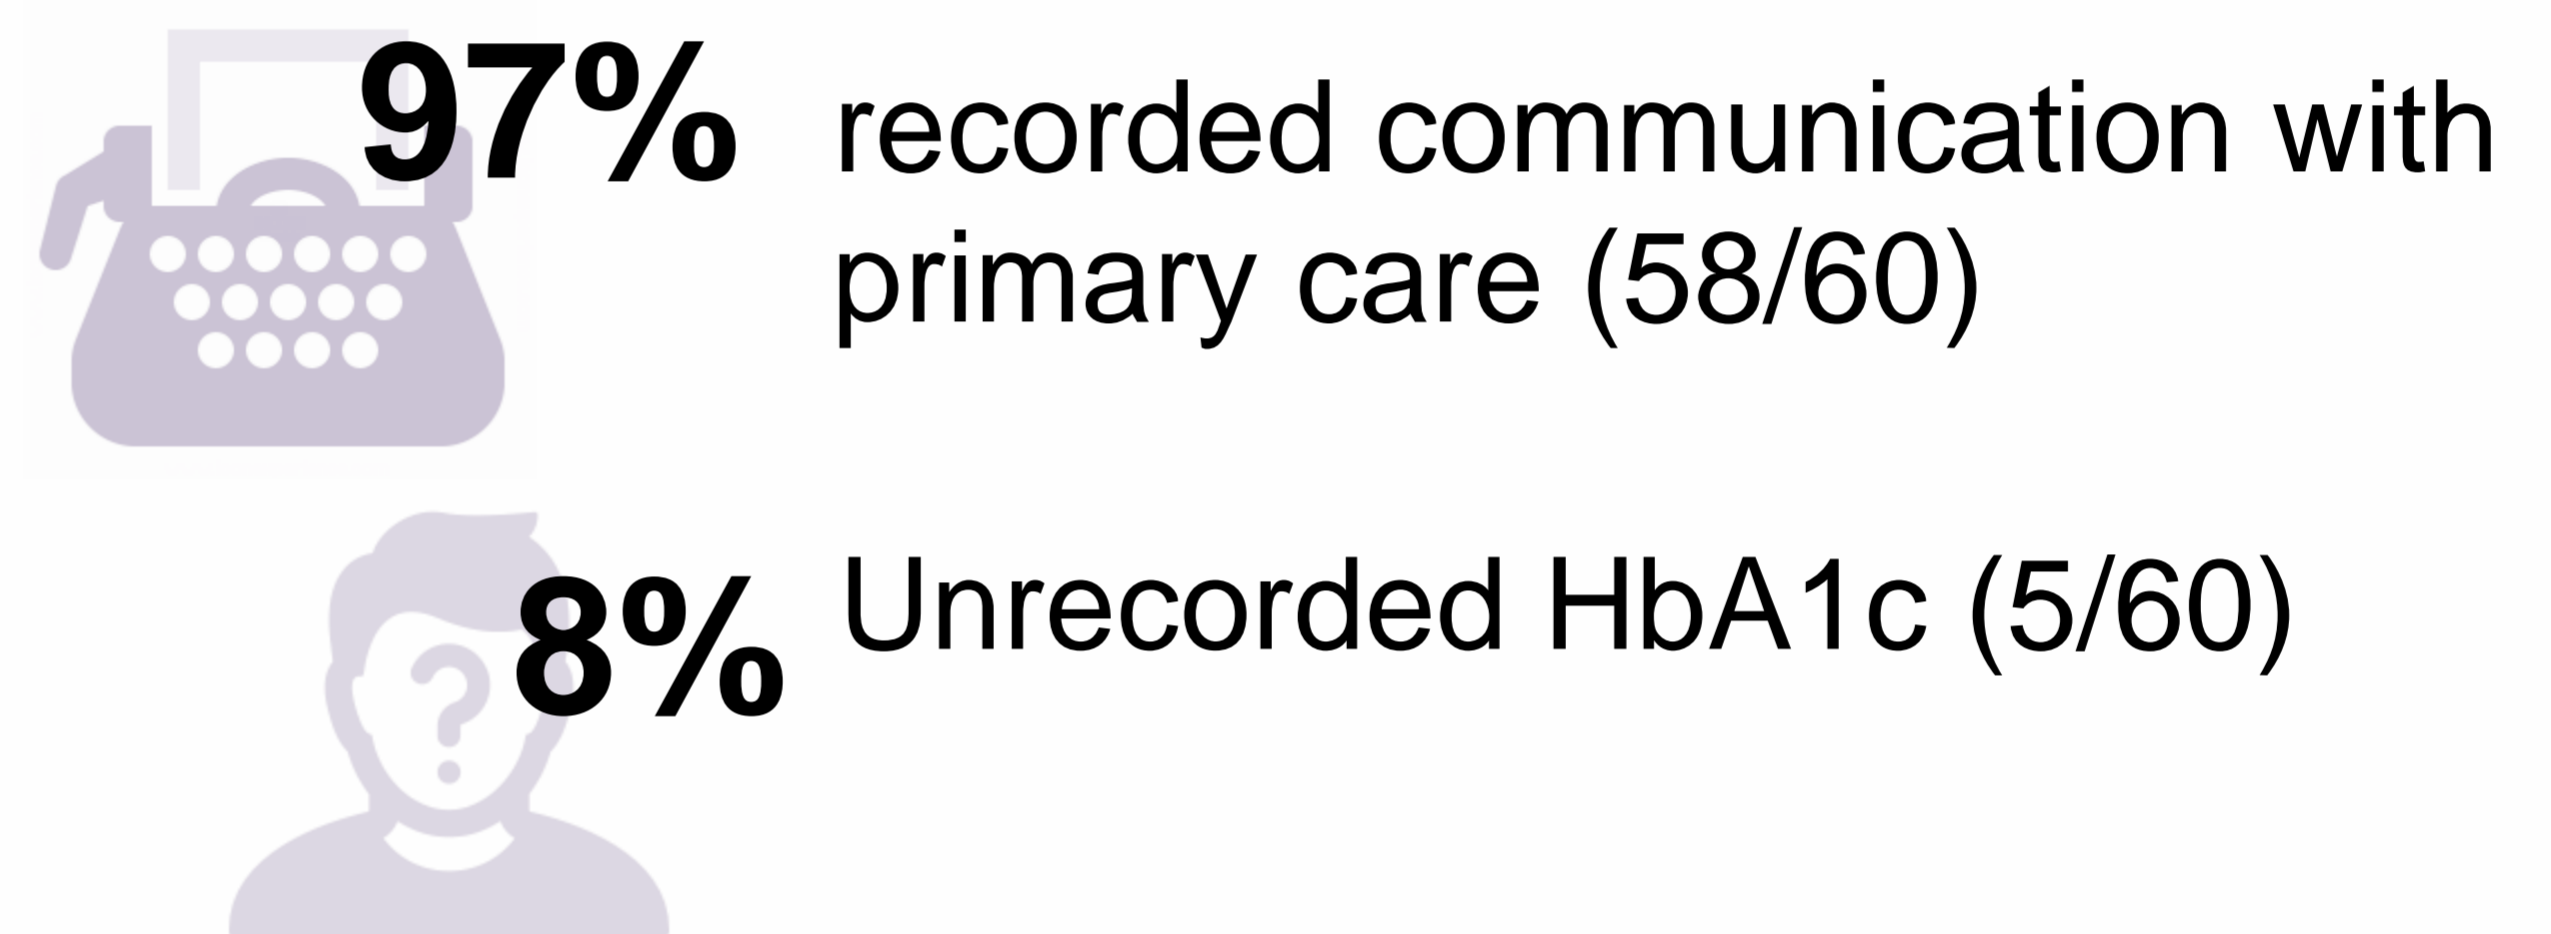 97% recorded communication with
primary care (58/60)
?
8% Unrecorded HbA1c (5/60)